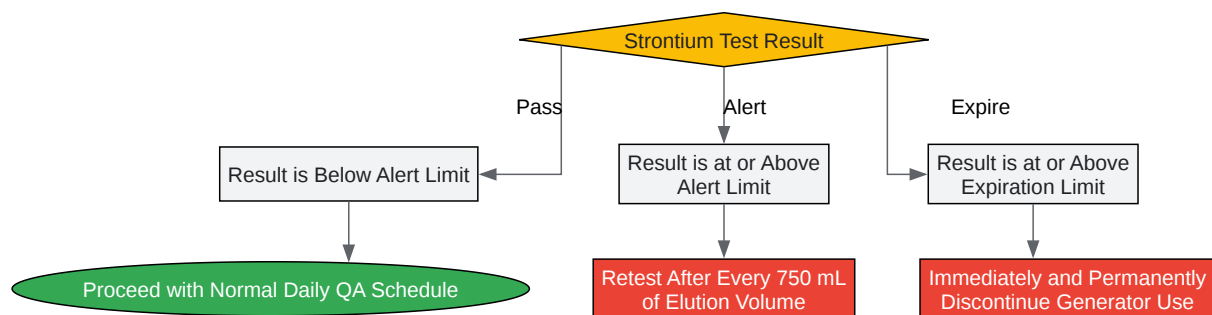 Strontium Test Result
Pass
Alert
Expire
Result is Below Alert Limit
Result is at or Above
Alert Limit
Result is at or Above
Expiration Limit
Proceed with Normal Daily QA Schedule
Retest After Every 750 mL
of Elution Volume
Immediately and Permanently
Discontinue Generator Use